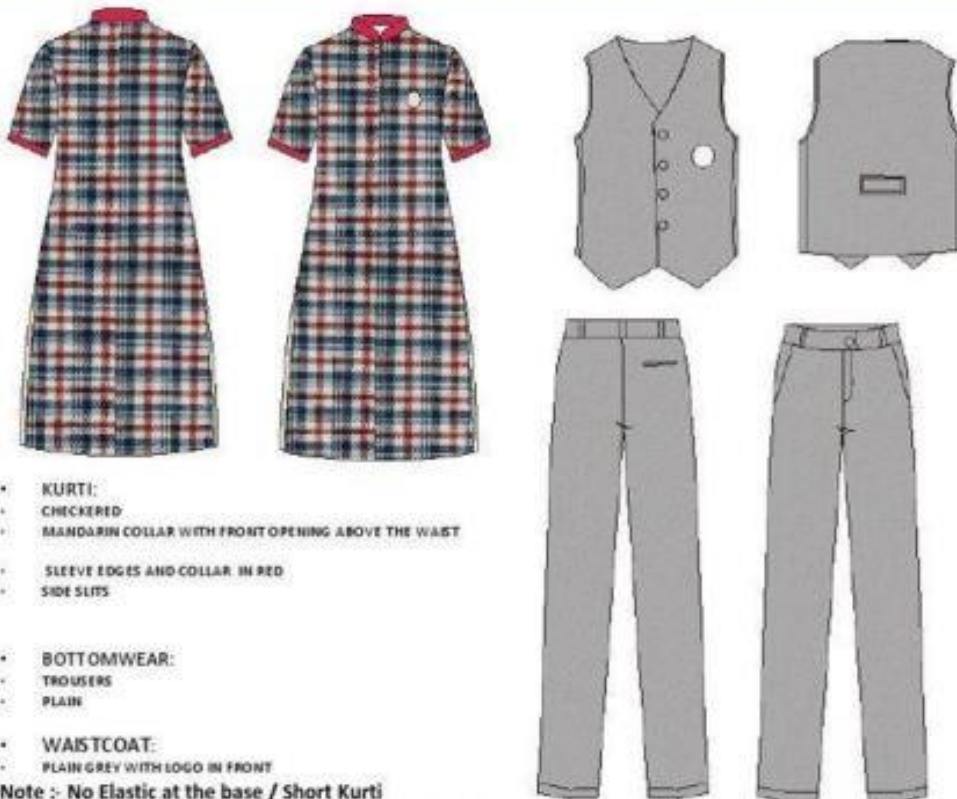 • KURTI:
• CHECKERED
• MANDARIN COLLAR WITH FRONT OPENING ABOVE THE WAIST
• SLEEVE EDGES AND COLLAR IN RED
• SIDE SLITS
• BOTTOMWEAR:
• TROUSERS
• PLAIN
• WAISTCOAT:
• PLAIN GREY WITH LOGO IN FRONT
Note :- No Elastic at the base / Short Kurti